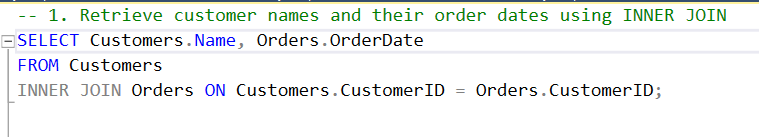 -- 1. Retrieve customer names and their order dates using INNER JOIN
SELECT Customers.Name, Orders.OrderDate
FROM Customers
INNER JOIN Orders ON Customers.CustomerID = Orders.CustomerID;